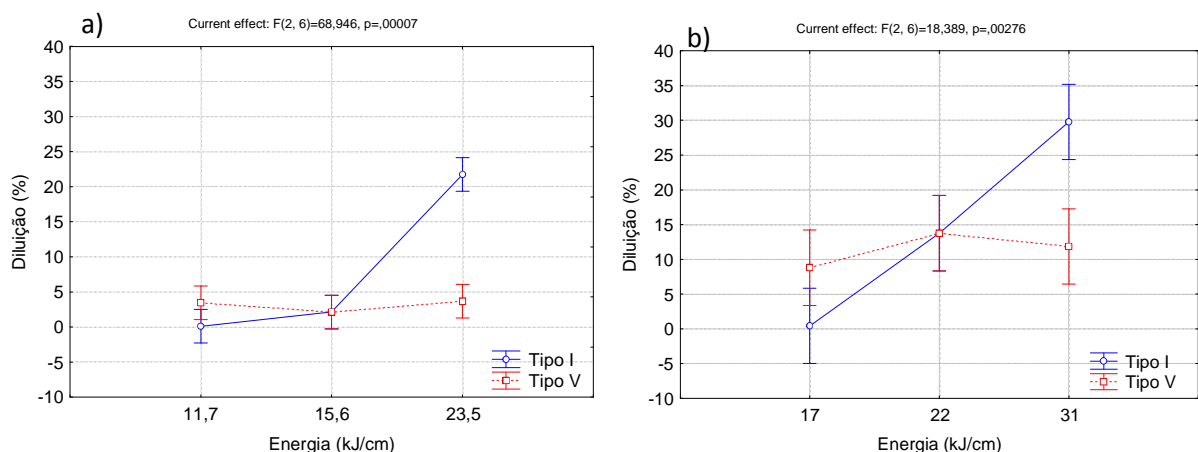 a)
Current effect: F(2, 6)=68,946, p=,00007
40
35
30
25
20
15
10
5
0
-5
-10
Diluição (%)
11,7 15,6 23,5
Energia (kJ/cm)
Tipo I
Tipo V
b)
Current effect: F(2, 6)=18,389, p=,00276
40
35
30
25
20
15
10
5
0
-5
-10
Diluição (%)
17 22 31
Energia (kJ/cm)
Tipo I
Tipo V